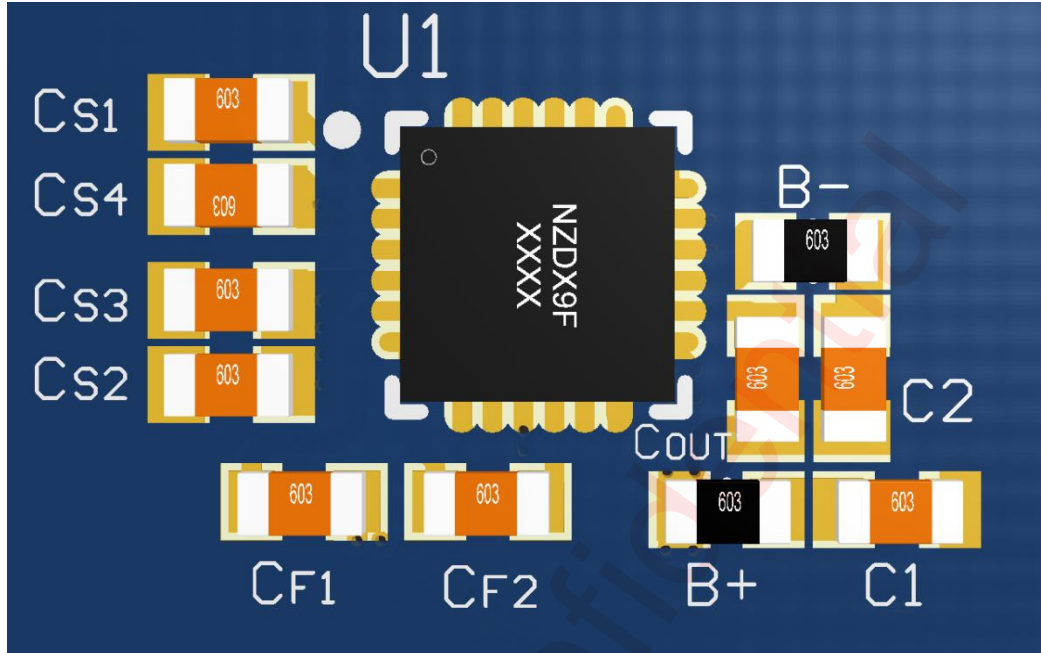 U1
Cs1
603
Cs4
603
Cs3
603
Cs2
603
NZDX9F
XXXX
B-
603
603
603
C2
COUT
603
603
603
603
CF1
CF2
B+
C1
Confidential